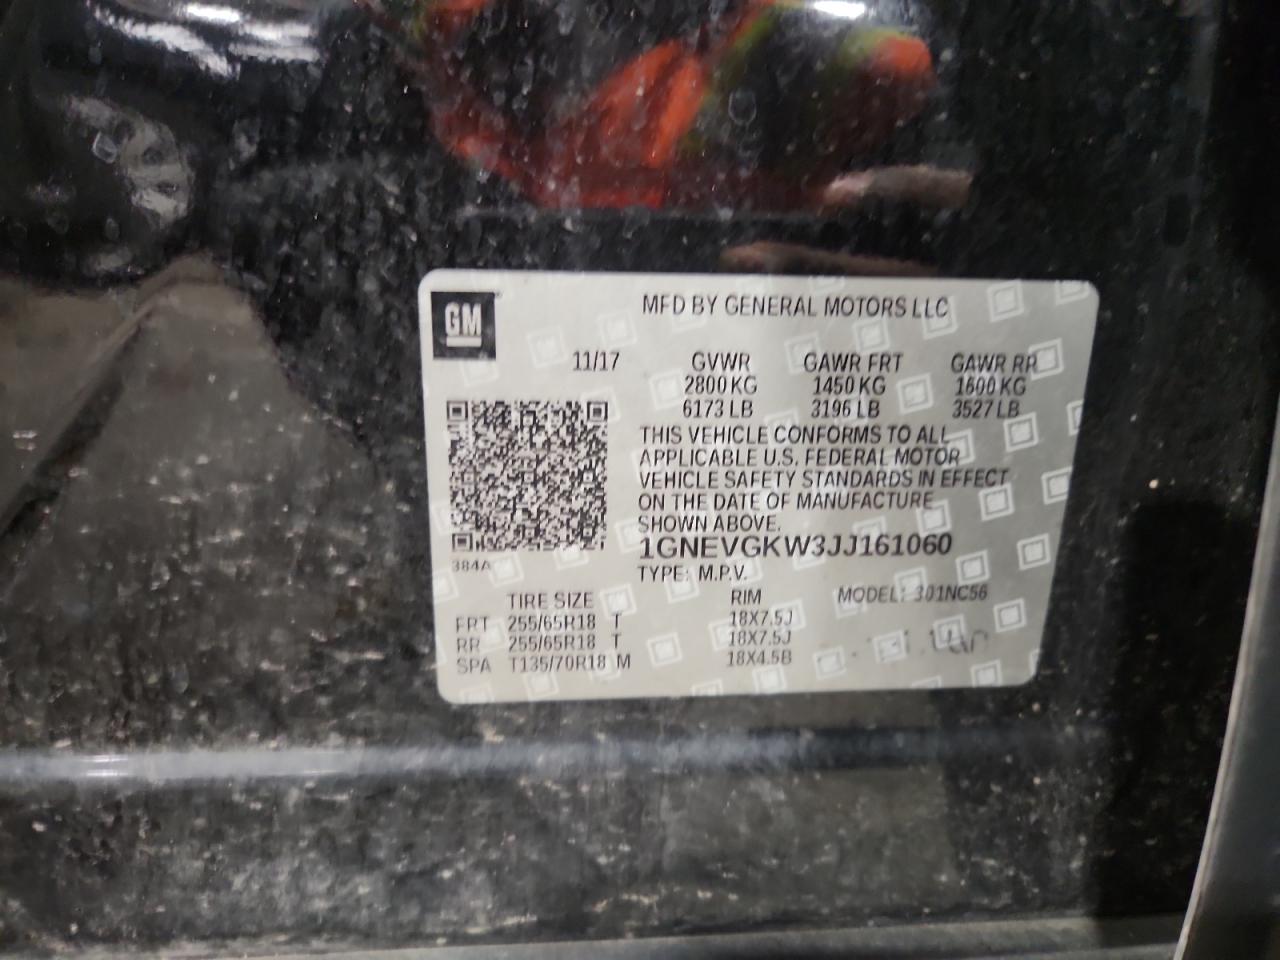 GM
MFD BY GENERAL MOTORS LLC
11/17 GVWR GAWR FRT GAWR RR
2800 KG 1450 KG 1600 KG
6173 LB 3196 LB 3527 LB
THIS VEHICLE CONFORMS TO ALL
APPLICABLE U.S. FEDERAL MOTOR
VEHICLE SAFETY STANDARDS IN EFFECT
ON THE DATE OF MANUFACTURE
SHOWN ABOVE.
1GNEVGKW3JJ161060
384A
TYPE: M.P.V.
TIRE SIZE RIM MODEL: 301NC56
FRT 255/65R18 T 18X7.5J
RR 255/65R18 T 18X7.5J
SPA T135/70R18 M 18X4.5B